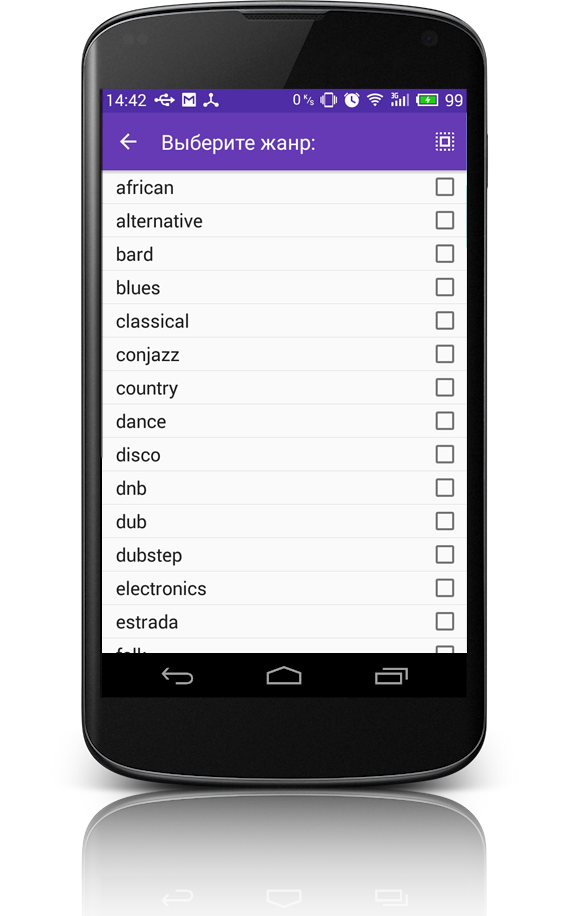 14:42 0 К/s 3G 99
Выберите жанр:
african
alternative
bard
blues
classical
conjazz
country
dance
disco
dnb
dub
dubstep
electronics
estrada